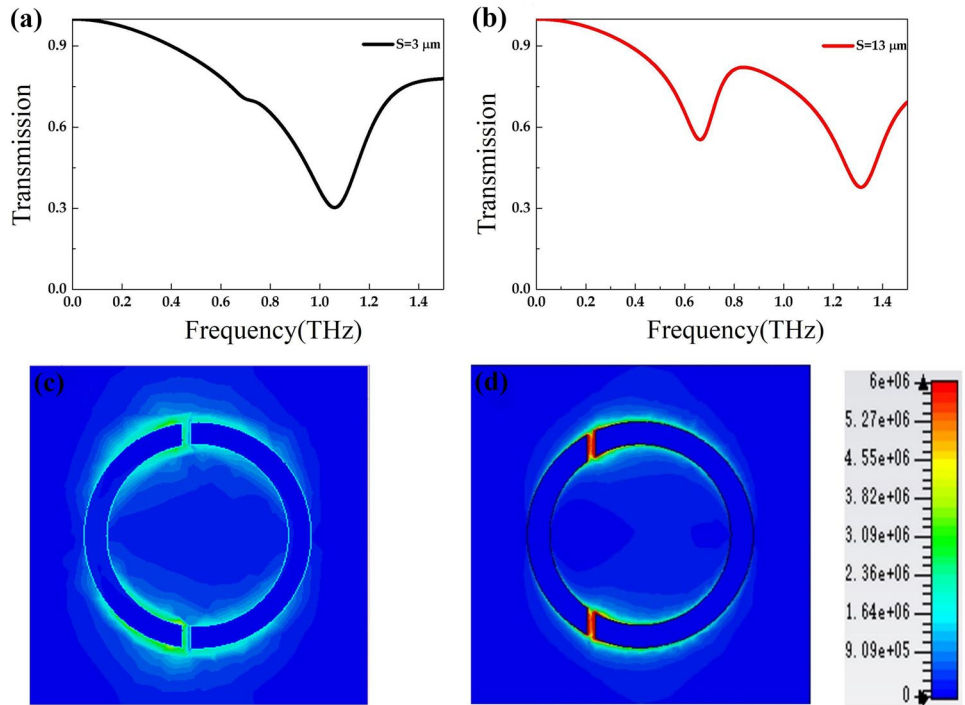 (a)
S=3 μm
0.9
0.6
0.3
0.0
Transmission
0.0 0.2 0.4 0.6 0.8 1.0 1.2 1.4
Frequency(THz)
(b)
S=13 μm
0.9
0.6
0.3
0.0
Transmission
0.0 0.2 0.4 0.6 0.8 1.0 1.2 1.4
Frequency(THz)
(c)
(d)
6e+06
5.27e+06
4.55e+06
3.82e+06
3.09e+06
2.36e+06
1.64e+06
9.09e+05
0